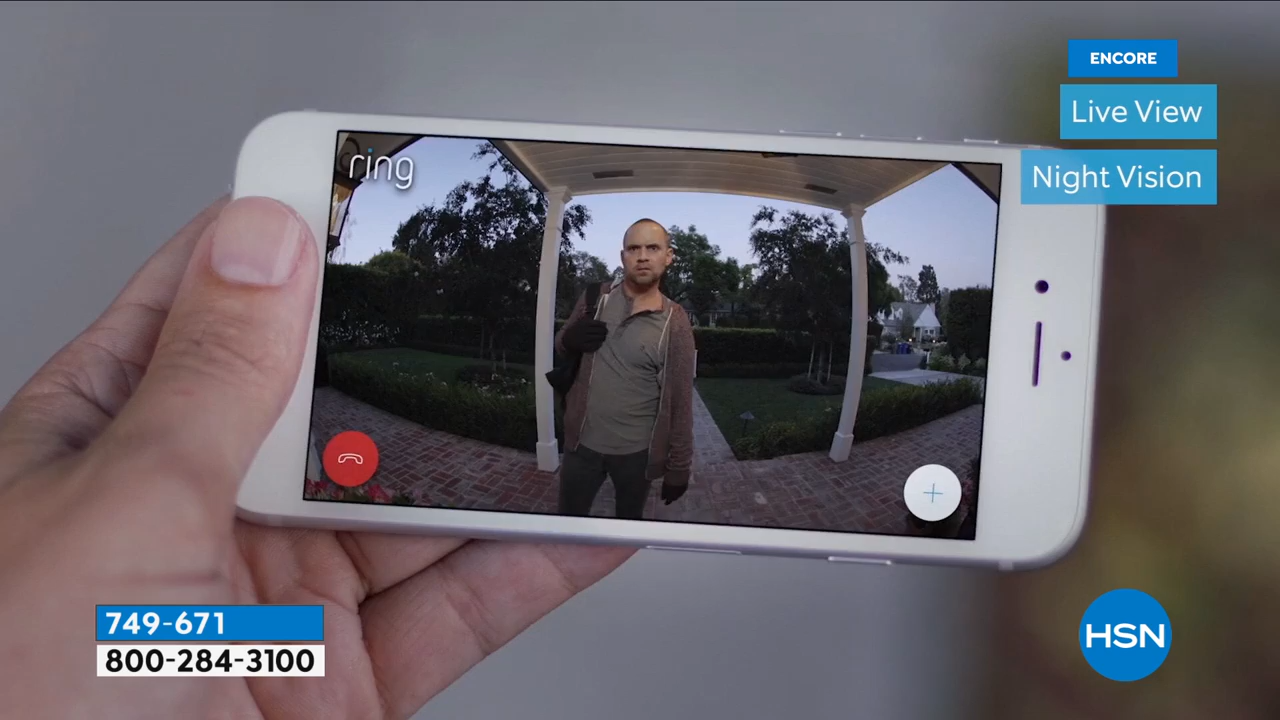 ENCORE
Live View
Night Vision
ring
749-671
800-284-3100
HSN